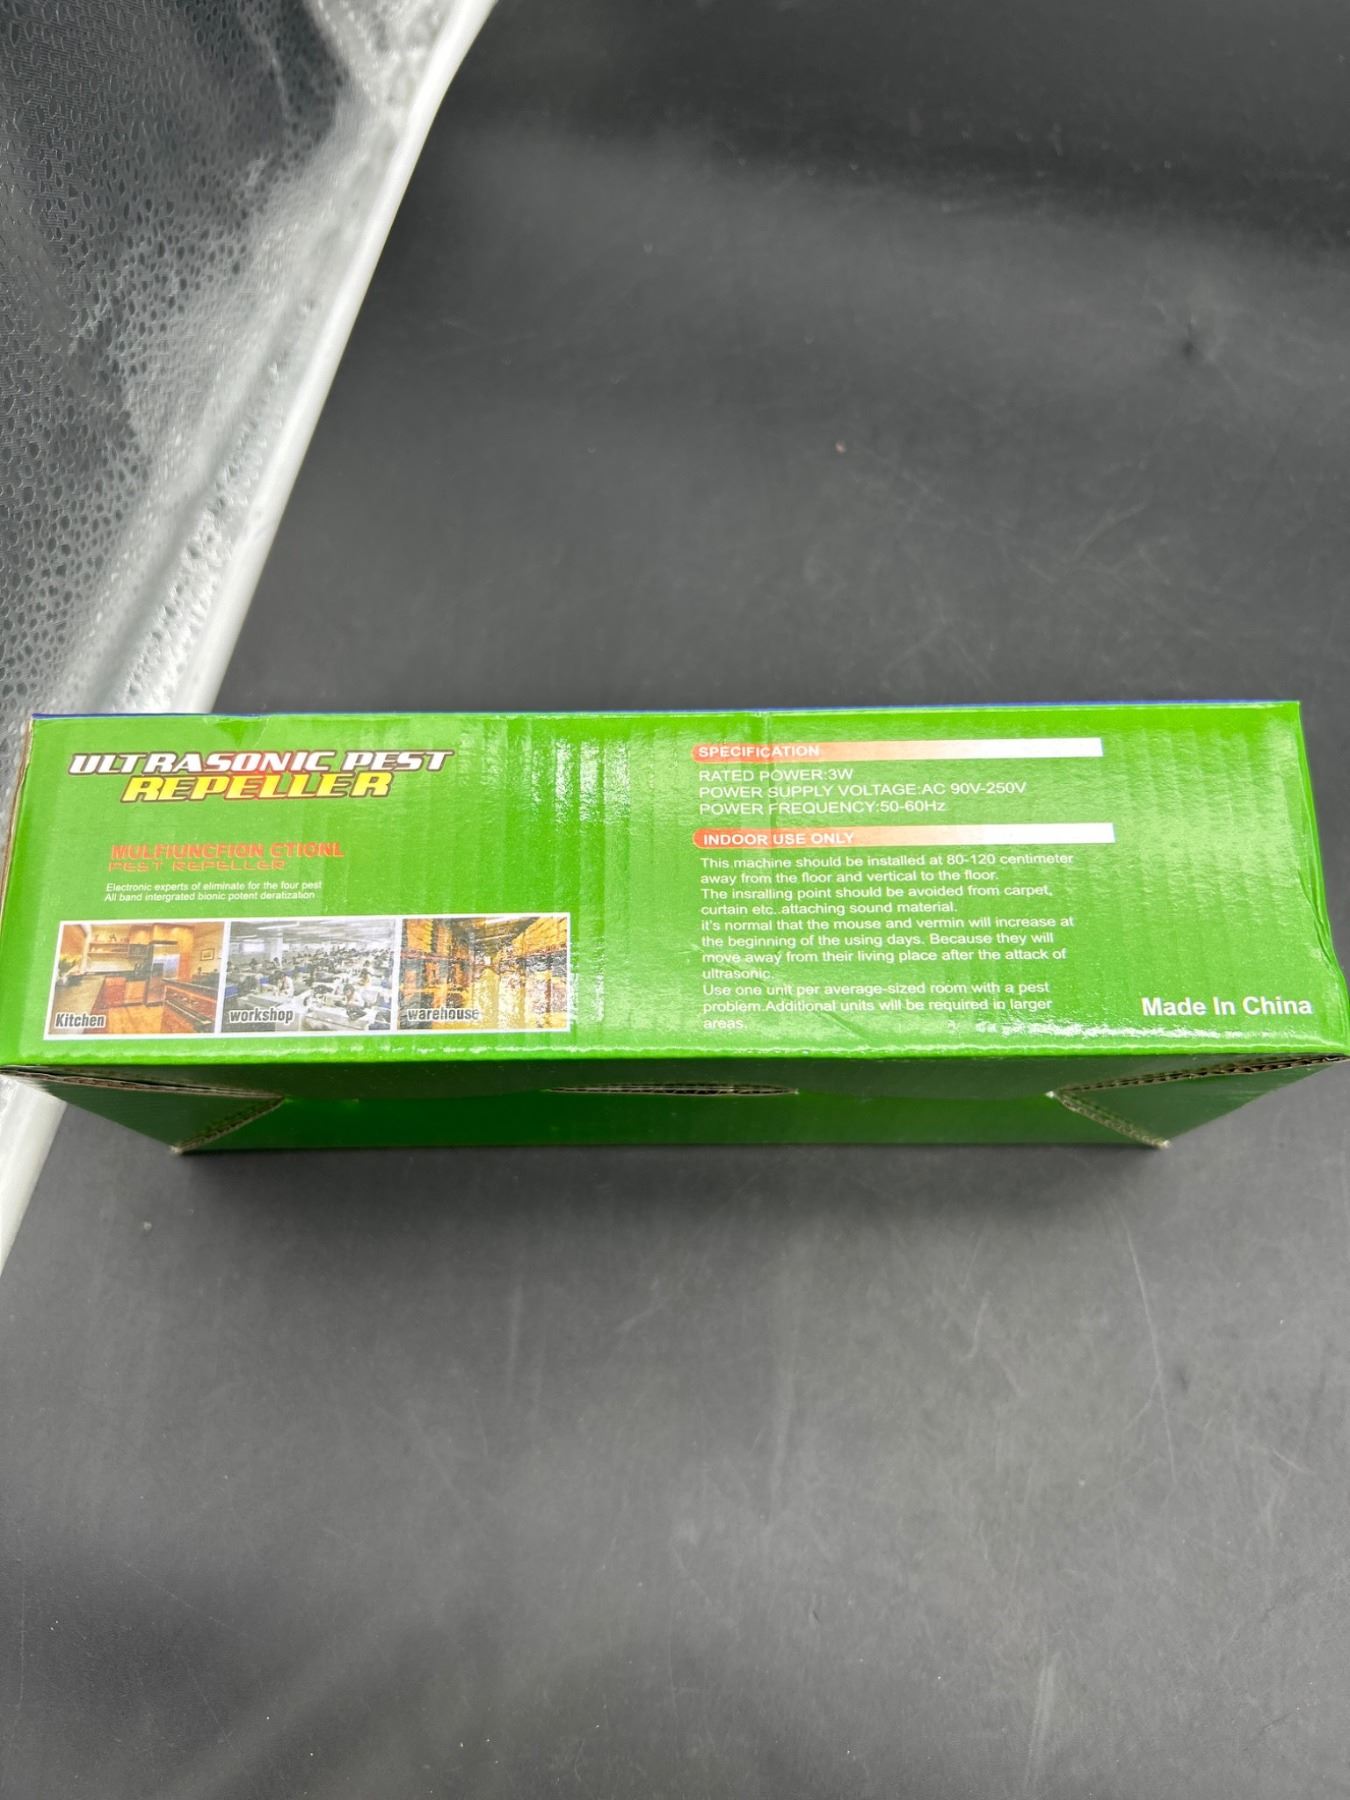 ULTRASONIC PEST
REPELLER
MULFIUNCFION CTIONL
PEST REPELLER
Electronic experts of eliminate for the four pest
All band intergrated bionic potent deratization
Kitchen
workshop
warehouse
SPECIFICATION
RATED POWER:3W
POWER SUPPLY VOLTAGE:AC 90V-250V
POWER FREQUENCY:50-60Hz
INDOOR USE ONLY
This machine should be installed at 80-120 centimeter
away from the floor and vertical to the floor.
The insralling point should be avoided from carpet,
curtain etc..attaching sound material.
it's normal that the mouse and vermin will increase at
the beginning of the using days. Because they will
move away from their living place after the attack of
ultrasonic.
Use one unit per average-sized room with a pest
problem.Additional units will be required in larger
areas.
Made In China